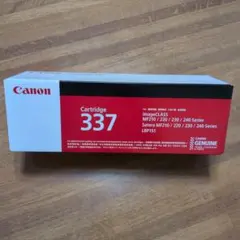 Canon
Cartridge
337
imageCLASS
MF210 / 220 / 230 / 240 Series
Satera MF210 / 220 / 230 / 240 Series
LBP151
Canon
GENUINE